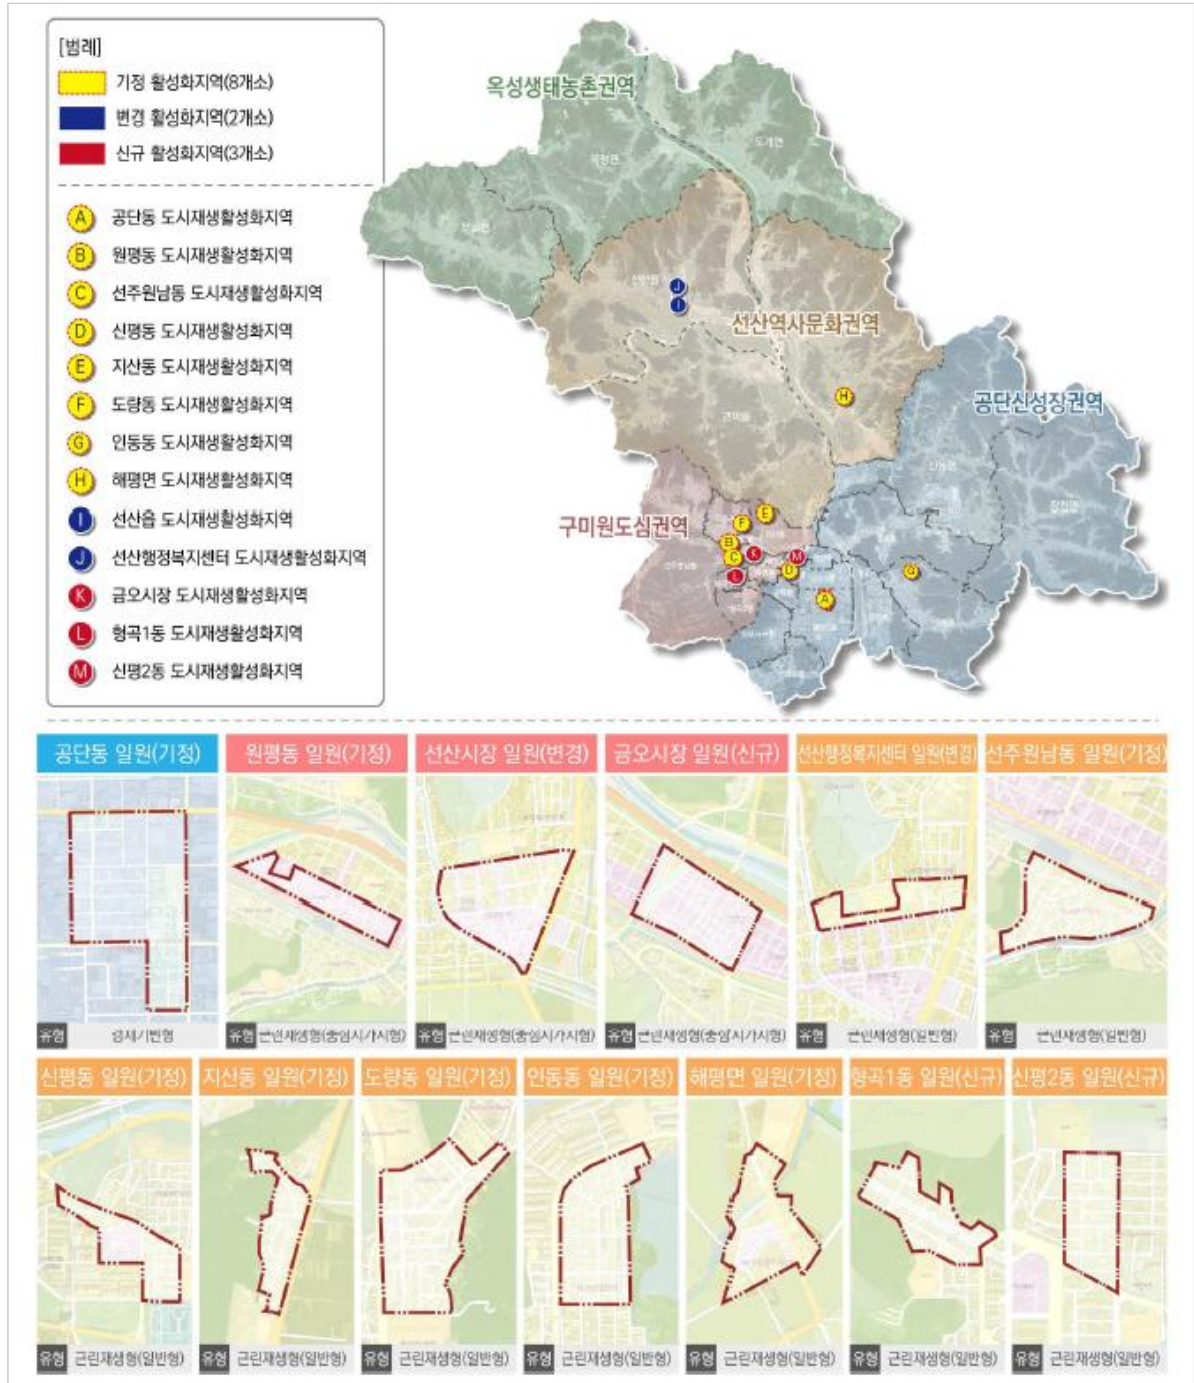 [범례]
기정 활성화지역(8개소)
변경 활성화지역(2개소)
신규 활성화지역(3개소)
A 공단동 도시재생활성화지역
B 원평동 도시재생활성화지역
C 선주원남동 도시재생활성화지역
D 신평동 도시재생활성화지역
E 지산동 도시재생활성화지역
F 도량동 도시재생활성화지역
G 인동동 도시재생활성화지역
H 해평면 도시재생활성화지역
I 선산읍 도시재생활성화지역
J 선산행정복지센터 도시재생활성화지역
K 금오시장 도시재생활성화지역
L 형곡1동 도시재생활성화지역
M 신평2동 도시재생활성화지역
옥성생태농촌권역
도개면
옥성면
J
I
선산역사문화권역
H
공단신성장권역
구미원도심권역
E
F
B
K
C
M
D
L
G
A
공단동 일원(기정) 원평동 일원(기정) 선산시장 일원(변경) 금오시장 일원(신규) 선산행정복지센터 일원(변경) 선주원남동 일원(기정)
유형 경제기반형 유형 근린재생형(중심시가지형) 유형 근린재생형(중심시가지형) 유형 근린재생형(중심시가지형) 유형 근린재생형(일반형) 유형 근린재생형(일반형)
신평동 일원(기정) 지산동 일원(기정) 도량동 일원(기정) 인동동 일원(기정) 해평면 일원(기정) 형곡1동 일원(신규) 신평2동 일원(신규)
유형 근린재생형(일반형) 유형 근린재생형(일반형) 유형 근린재생형(일반형) 유형 근린재생형(일반형) 유형 근린재생형(일반형) 유형 근린재생형(일반형) 유형 근린재생형(일반형)